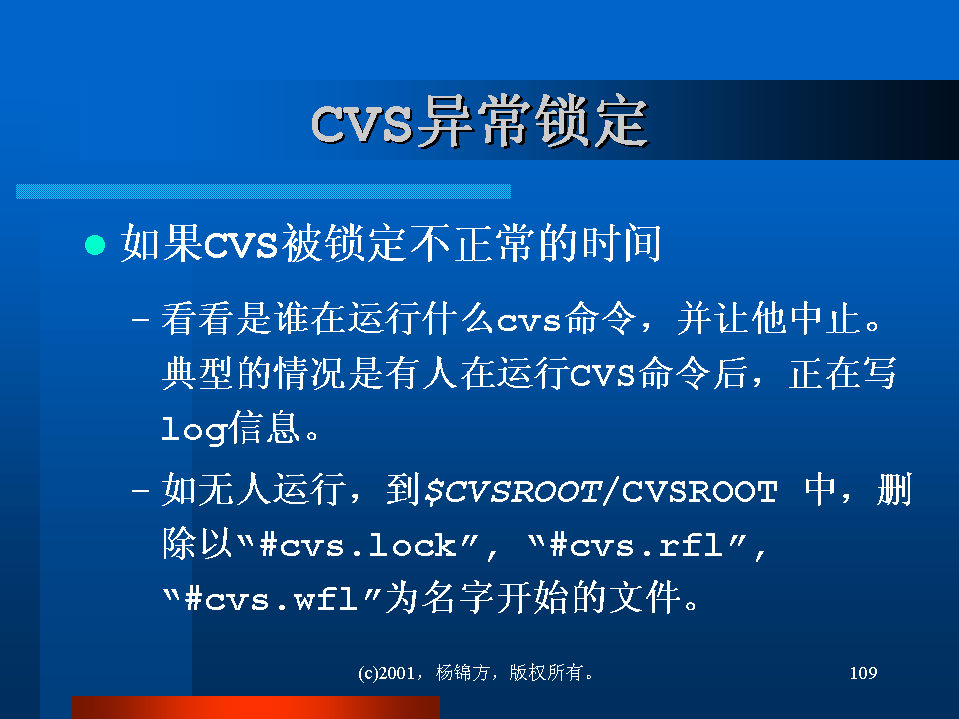 CVS异常锁定
如果CVS被锁定不正常的时间
－看看是谁在运行什么cvs命令，并让他中止。
典型的情况是有人在运行CVS命令后，正在写
log信息。
－如无人运行，到$CVSROOT/CVSROOT 中，删
除以“#cvs.lock”, “#cvs.rfl”,
“#cvs.wfl”为名字开始的文件。
(c)2001，杨锦方，版权所有。
109